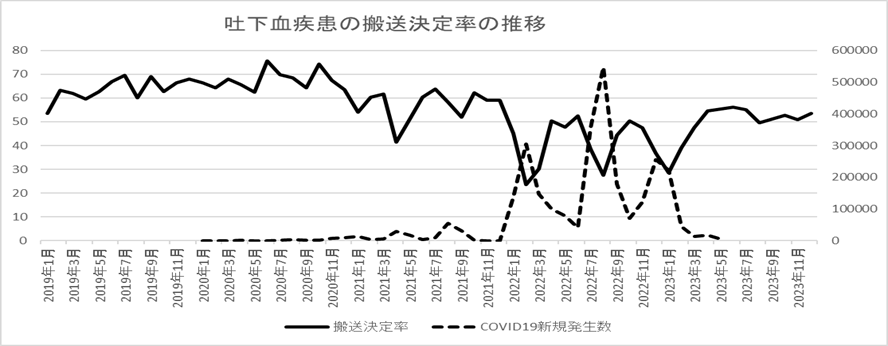 吐下血疾患の搬送決定率の推移
80
70
60
50
40
30
20
10
0
600000
500000
400000
300000
200000
100000
0
2019年1月
2019年3月
2019年5月
2019年7月
2019年9月
2019年11月
2020年1月
2020年3月
2020年5月
2020年7月
2020年9月
2020年11月
2021年1月
2021年3月
2021年5月
2021年7月
2021年9月
2021年11月
2022年1月
2022年3月
2022年5月
2022年7月
2022年9月
2022年11月
2023年1月
2023年3月
2023年5月
2023年7月
2023年9月
2023年11月
搬送決定率 COVID19新規発生数